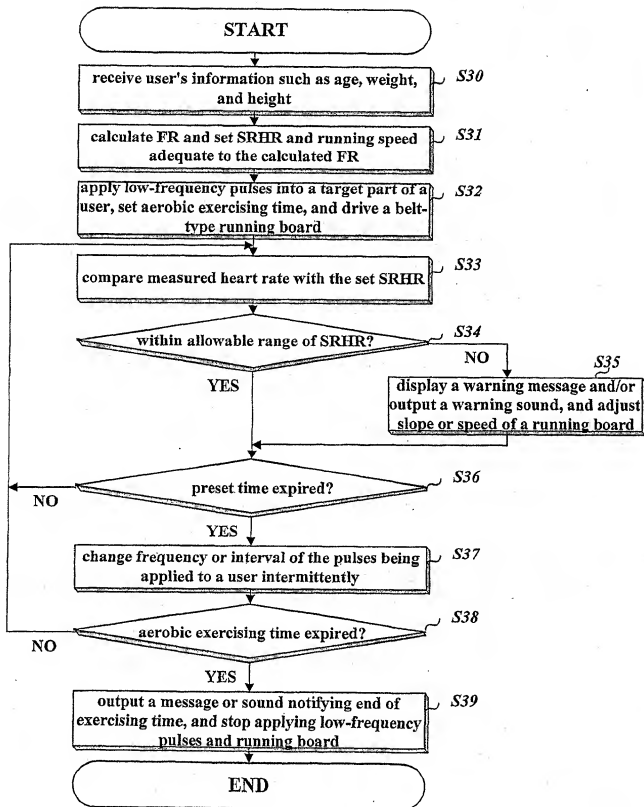 START
receive user's information such as age, weight,
and height
S30
calculate FR and set SRHR and running speed
adequate to the calculated FR
S31
apply low-frequency pulses into a target part of a
user, set aerobic exercising time, and drive a belt-
type running board
S32
compare measured heart rate with the set SRHR
S33
within allowable range of SRHR?
S34
NO
YES
S35
display a warning message and/or
output a warning sound, and adjust
slope or speed of a running board
preset time expired?
S36
NO
YES
change frequency or interval of the pulses being
applied to a user intermittently
S37
aerobic exercising time expired?
S38
NO
YES
output a message or sound notifying end of
exercising time, and stop applying low-frequency
pulses and running board
S39
END